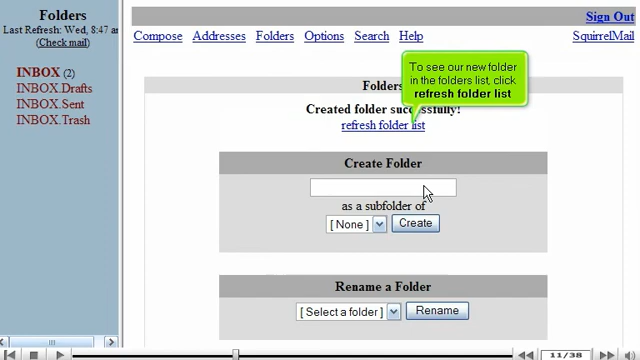 Folders
Last Refresh: Wed, 8:47 a
(Check mail)
INBOX (2)
INBOX.Drafts
INBOX.Sent
INBOX.Trash
Sign Out
Compose Addresses Folders Options Search Help SquirrelMail
To see our new folder
in the folders list, click
refresh folder list
Folders
Created folder successfully!
refresh folder list
Create Folder
as a subfolder of
[ None ] Create
Rename a Folder
[ Select a folder ] Rename
11/38